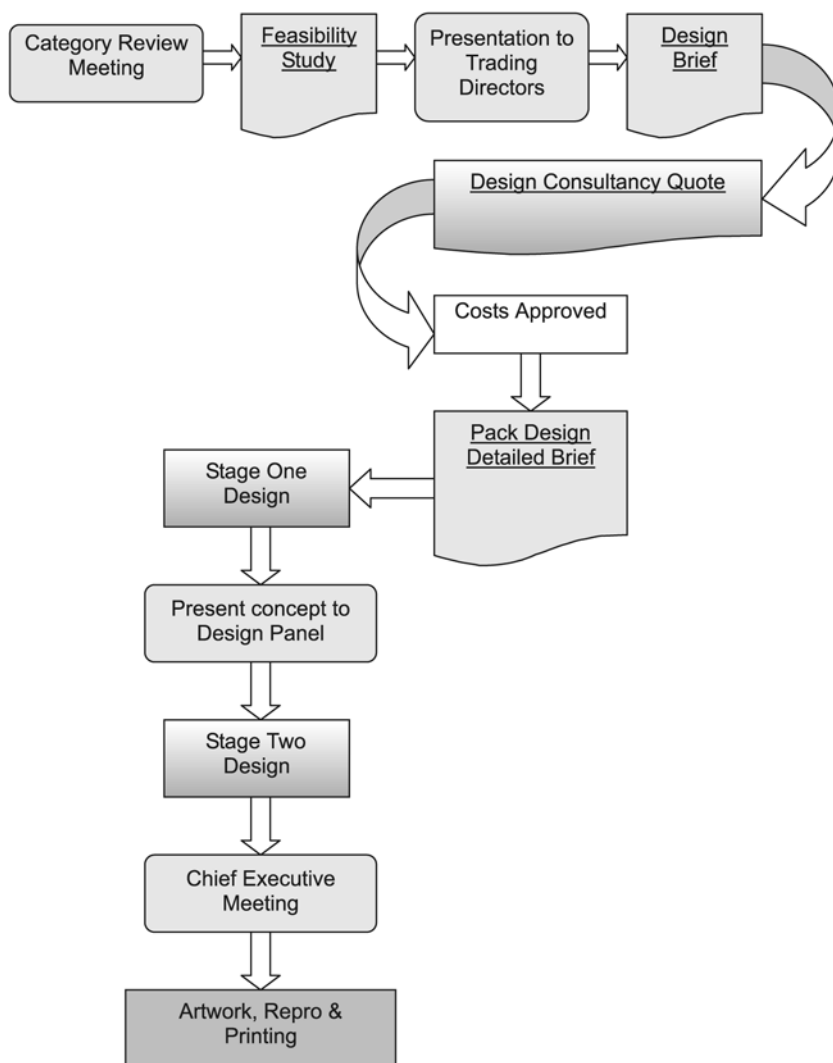 Category Review
Meeting
Feasibility
Study
Presentation to
Trading
Directors
Design
Brief
Design Consultancy Quote
Costs Approved
Pack Design
Detailed Brief
Stage One
Design
Present concept to
Design Panel
Stage Two
Design
Chief Executive
Meeting
Artwork, Repro &
Printing